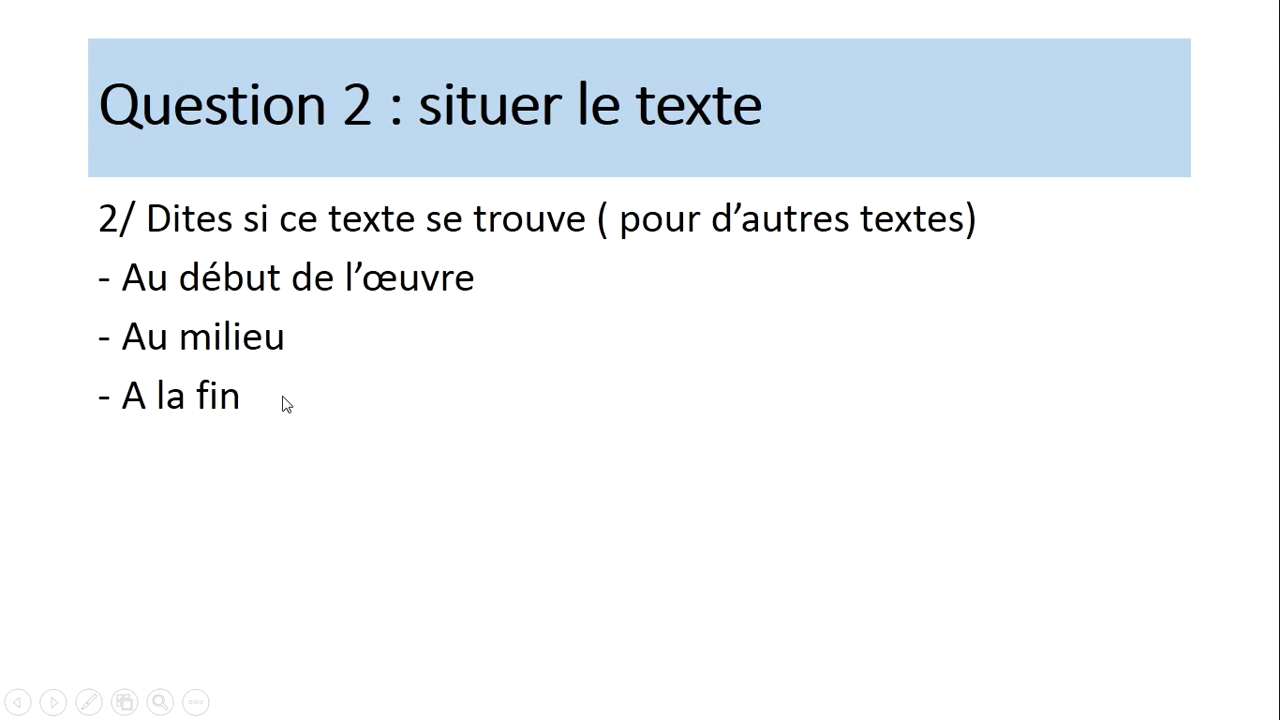 Question 2 : situer le texte
2/ Dites si ce texte se trouve ( pour d’autres textes)
- Au début de l’œuvre
- Au milieu
- A la fin